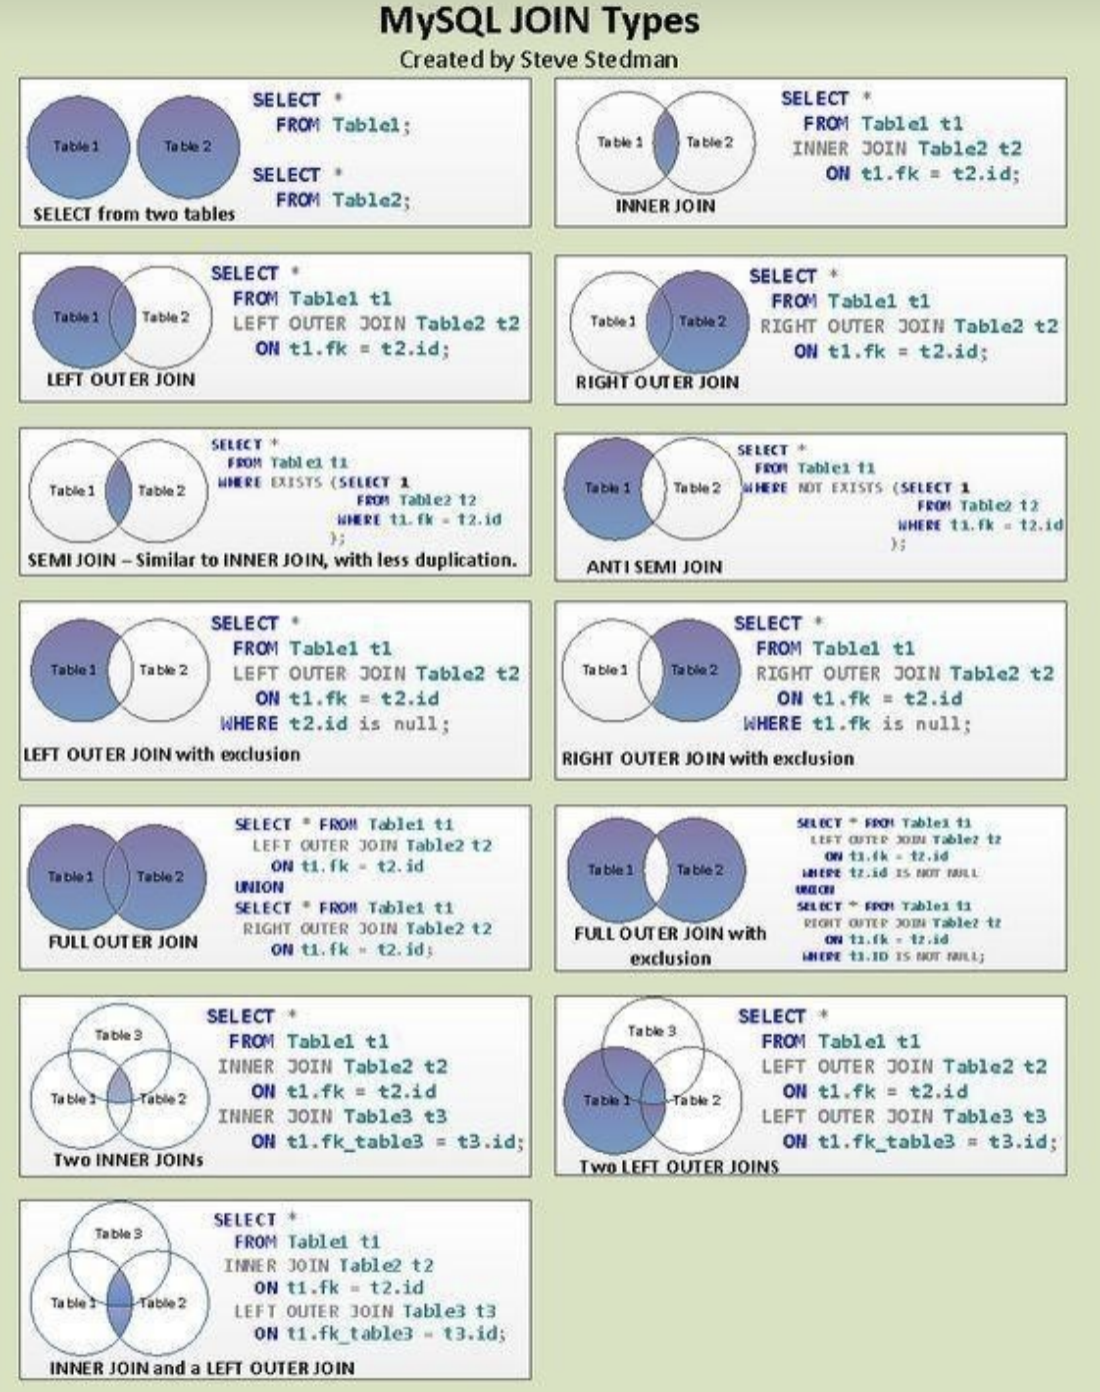 MySQL JOIN Types
Created by Steve Stedman
Table 1
Table 2
SELECT *
FROM Table1;
SELECT *
FROM Table2;
SELECT from two tables
Table 1
Table 2
SELECT *
FROM Table1 t1
INNER JOIN Table2 t2
ON t1.fk = t2.id;
INNER JOIN
Table 1
Table 2
SELECT *
FROM Table1 t1
LEFT OUTER JOIN Table2 t2
ON t1.fk = t2.id;
LEFT OUTER JOIN
Table 1
Table 2
SELECT *
FROM Table1 t1
RIGHT OUTER JOIN Table2 t2
ON t1.fk = t2.id;
RIGHT OUTER JOIN
Table 1
Table 2
SELECT *
FROM Table1 t1
WHERE EXISTS (SELECT 1
FROM Table2 t2
WHERE t1.fk = t2.id
);
SEMI JOIN – Similar to INNER JOIN, with less duplication.
Table 1
Table 2
SELECT *
FROM Table1 t1
WHERE NOT EXISTS (SELECT 1
FROM Table2 t2
WHERE t1.fk = t2.id
);
ANTI SEMI JOIN
Table 1
Table 2
SELECT *
FROM Table1 t1
LEFT OUTER JOIN Table2 t2
ON t1.fk = t2.id
WHERE t2.id is null;
LEFT OUTER JOIN with exclusion
Table 1
Table 2
SELECT *
FROM Table1 t1
RIGHT OUTER JOIN Table2 t2
ON t1.fk = t2.id
WHERE t1.fk is null;
RIGHT OUTER JOIN with exclusion
Table 1
Table 2
SELECT * FROM Table1 t1
LEFT OUTER JOIN Table2 t2
ON t1.fk = t2.id
UNION
SELECT * FROM Table1 t1
RIGHT OUTER JOIN Table2 t2
ON t1.fk = t2.id;
FULL OUTER JOIN
Table 1
Table 2
SELECT * FROM Table1 t1
LEFT OUTER JOIN Table2 t2
ON t1.fk = t2.id
WHERE t2.id IS NOT NULL
UNION
SELECT * FROM Table1 t1
RIGHT OUTER JOIN Table2 t2
ON t1.fk = t2.id
WHERE t1.ID IS NOT NULL;
FULL OUTER JOIN with
exclusion
Table 3
Table 1
Table 2
SELECT *
FROM Table1 t1
INNER JOIN Table2 t2
ON t1.fk = t2.id
INNER JOIN Table3 t3
ON t1.fk_table3 = t3.id;
Two INNER JOINs
Table 3
Table 1
Table 2
SELECT *
FROM Table1 t1
LEFT OUTER JOIN Table2 t2
ON t1.fk = t2.id
LEFT OUTER JOIN Table3 t3
ON t1.fk_table3 = t3.id;
Two LEFT OUTER JOINS
Table 3
Table 1
Table 2
SELECT *
FROM Table1 t1
INNER JOIN Table2 t2
ON t1.fk = t2.id
LEFT OUTER JOIN Table3 t3
ON t1.fk_table3 = t3.id;
INNER JOIN and a LEFT OUTER JOIN